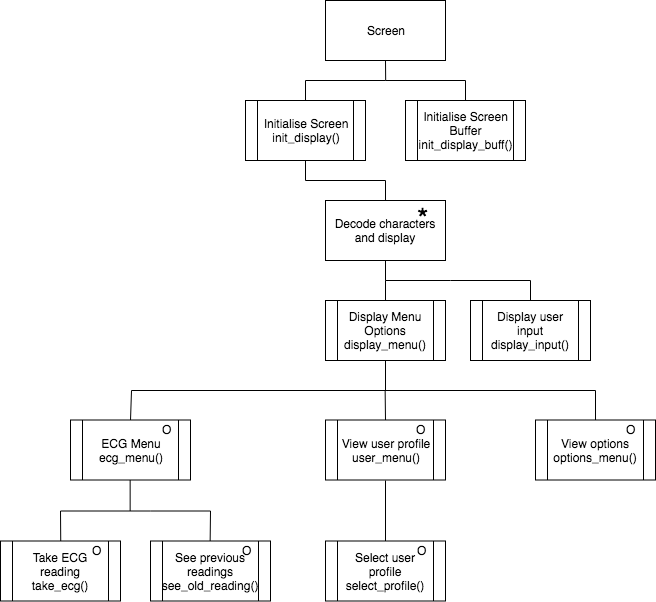 Screen
Initialise Screen
init_display()
Initialise Screen
Buffer
init_display_buff()
*
Decode characters
and display
Display Menu
Options
display_menu()
Display user
input
display_input()
O
ECG Menu
ecg_menu()
O
View user profile
user_menu()
O
View options
options_menu()
O
Take ECG
reading
take_ecg()
O
See previous
readings
see_old_reading()
O
Select user
profile
select_profile()